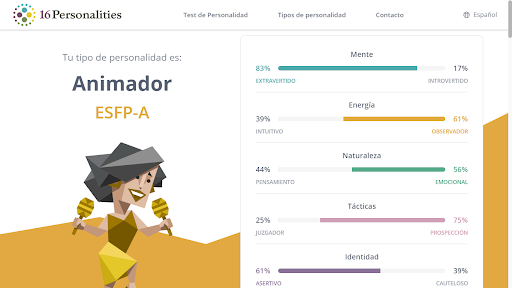 16Personalities
Test de Personalidad
Tipos de personalidad
Contacto
Español
Tu tipo de personalidad es:
Animador
ESFP-A
Mente
83% 17%
EXTRAVERTIDO INTROVERTIDO
Energía
39% 61%
INTUITIVO OBSERVADOR
Naturaleza
44% 56%
PENSAMIENTO EMOCIONAL
Tácticas
25% 75%
JUZGADOR PROSPECCIÓN
Identidad
61% 39%
ASERTIVO CAUTELOSO